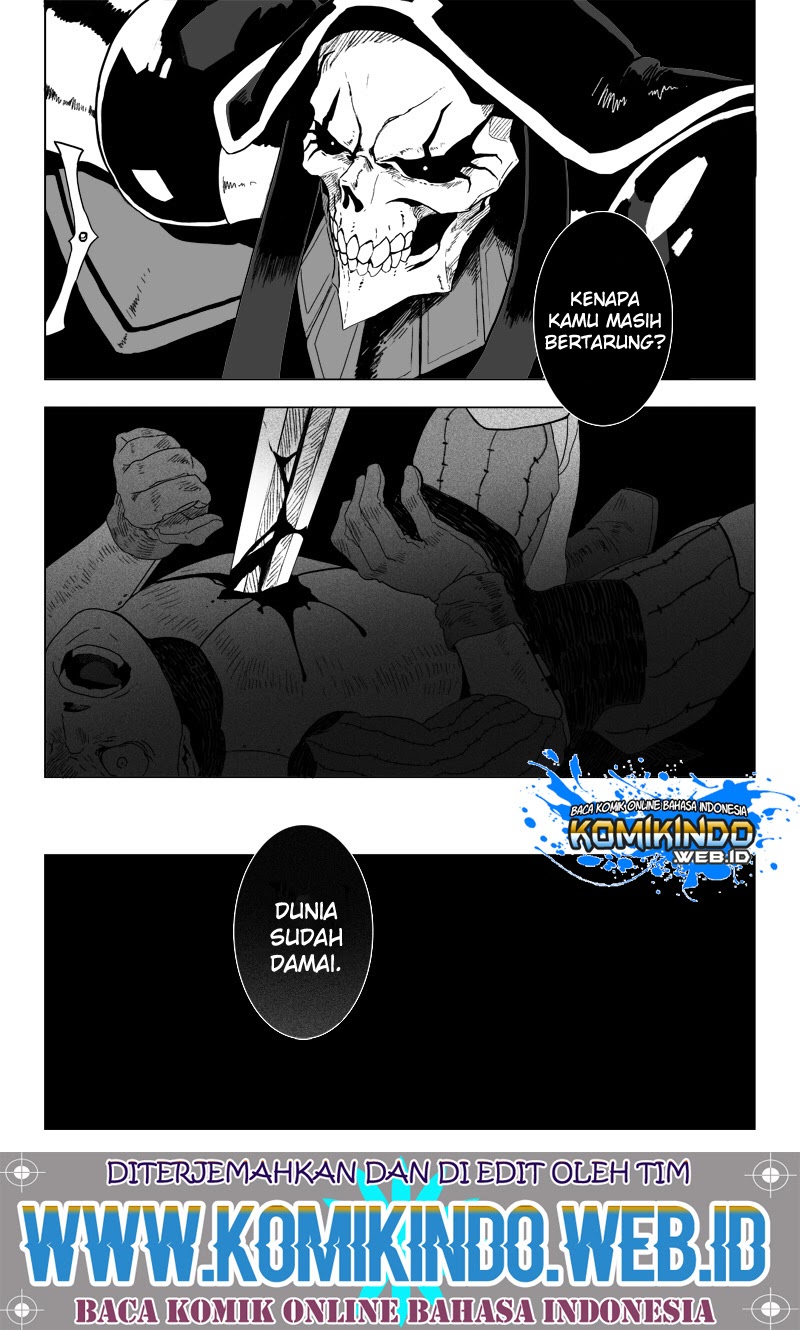 KENAPA
KAMU MASIH
BERTARUNG?
BACA KOMIK ONLINE BAHASA INDONESIA
KOMIKINDO
.WEB.ID
DUNIA
SUDAH
DAMAI.
DITERJEMAHKAN DAN DI EDIT OLEH TIM
WWW.KOMIKINDO.WEB.ID
BACA KOMIK ONLINE BAHASA INDONESIA